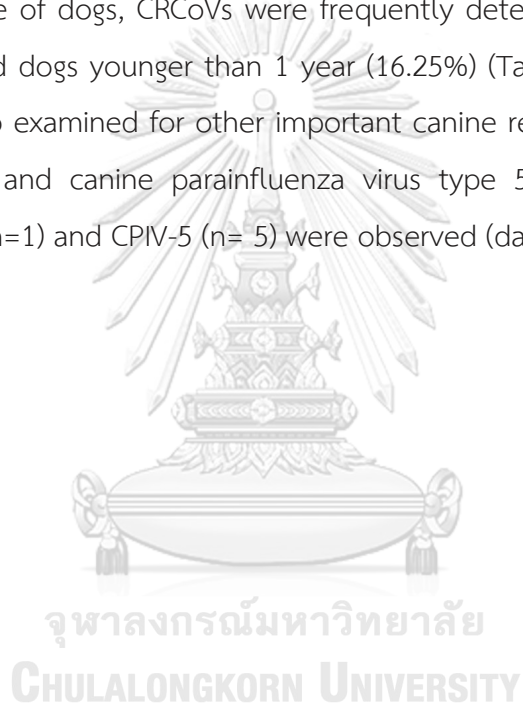 e of dogs, CRCoVs were frequently dete
d dogs younger than 1 year (16.25%) (Ta
o examined for other important canine re
and canine parainfluenza virus type 5
n=1) and CPIV-5 (n= 5) were observed (da
จุฬาลงกรณ์มหาวิทยาลัย
CHULALONGKORN UNIVERSITY